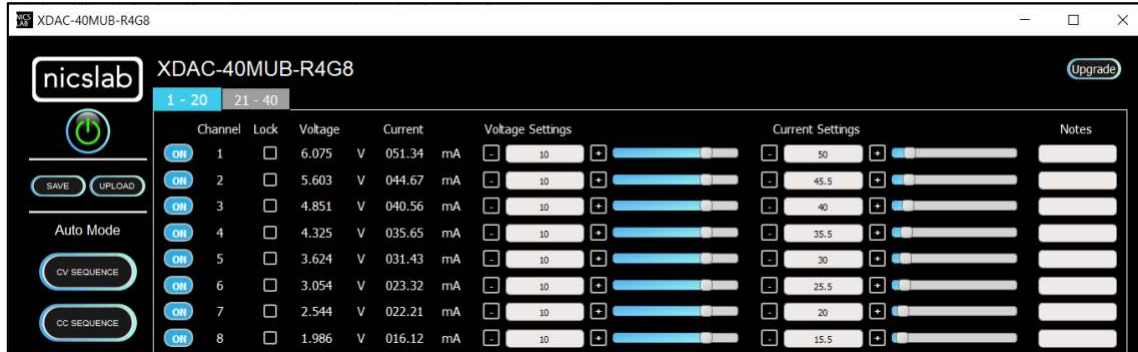 NICS LAB XDAC-40MUB-R4G8
nicslab XDAC-40MUB-R4G8 Upgrade
1 - 20 21 - 40
Channel Lock Voltage Current Voltage Settings Current Settings Notes
ON 1 6.075 V 051.34 mA - 10 + - 50 +
SAVE UPLOAD ON 2 5.603 V 044.67 mA - 10 + - 45.5 +
ON 3 4.851 V 040.56 mA - 10 + - 40 +
Auto Mode ON 4 4.325 V 035.65 mA - 10 + - 35.5 +
CV SEQUENCE ON 5 3.624 V 031.43 mA - 10 + - 30 +
ON 6 3.054 V 023.32 mA - 10 + - 25.5 +
CC SEQUENCE ON 7 2.544 V 022.21 mA - 10 + - 20 +
ON 8 1.986 V 016.12 mA - 10 + - 15.5 +